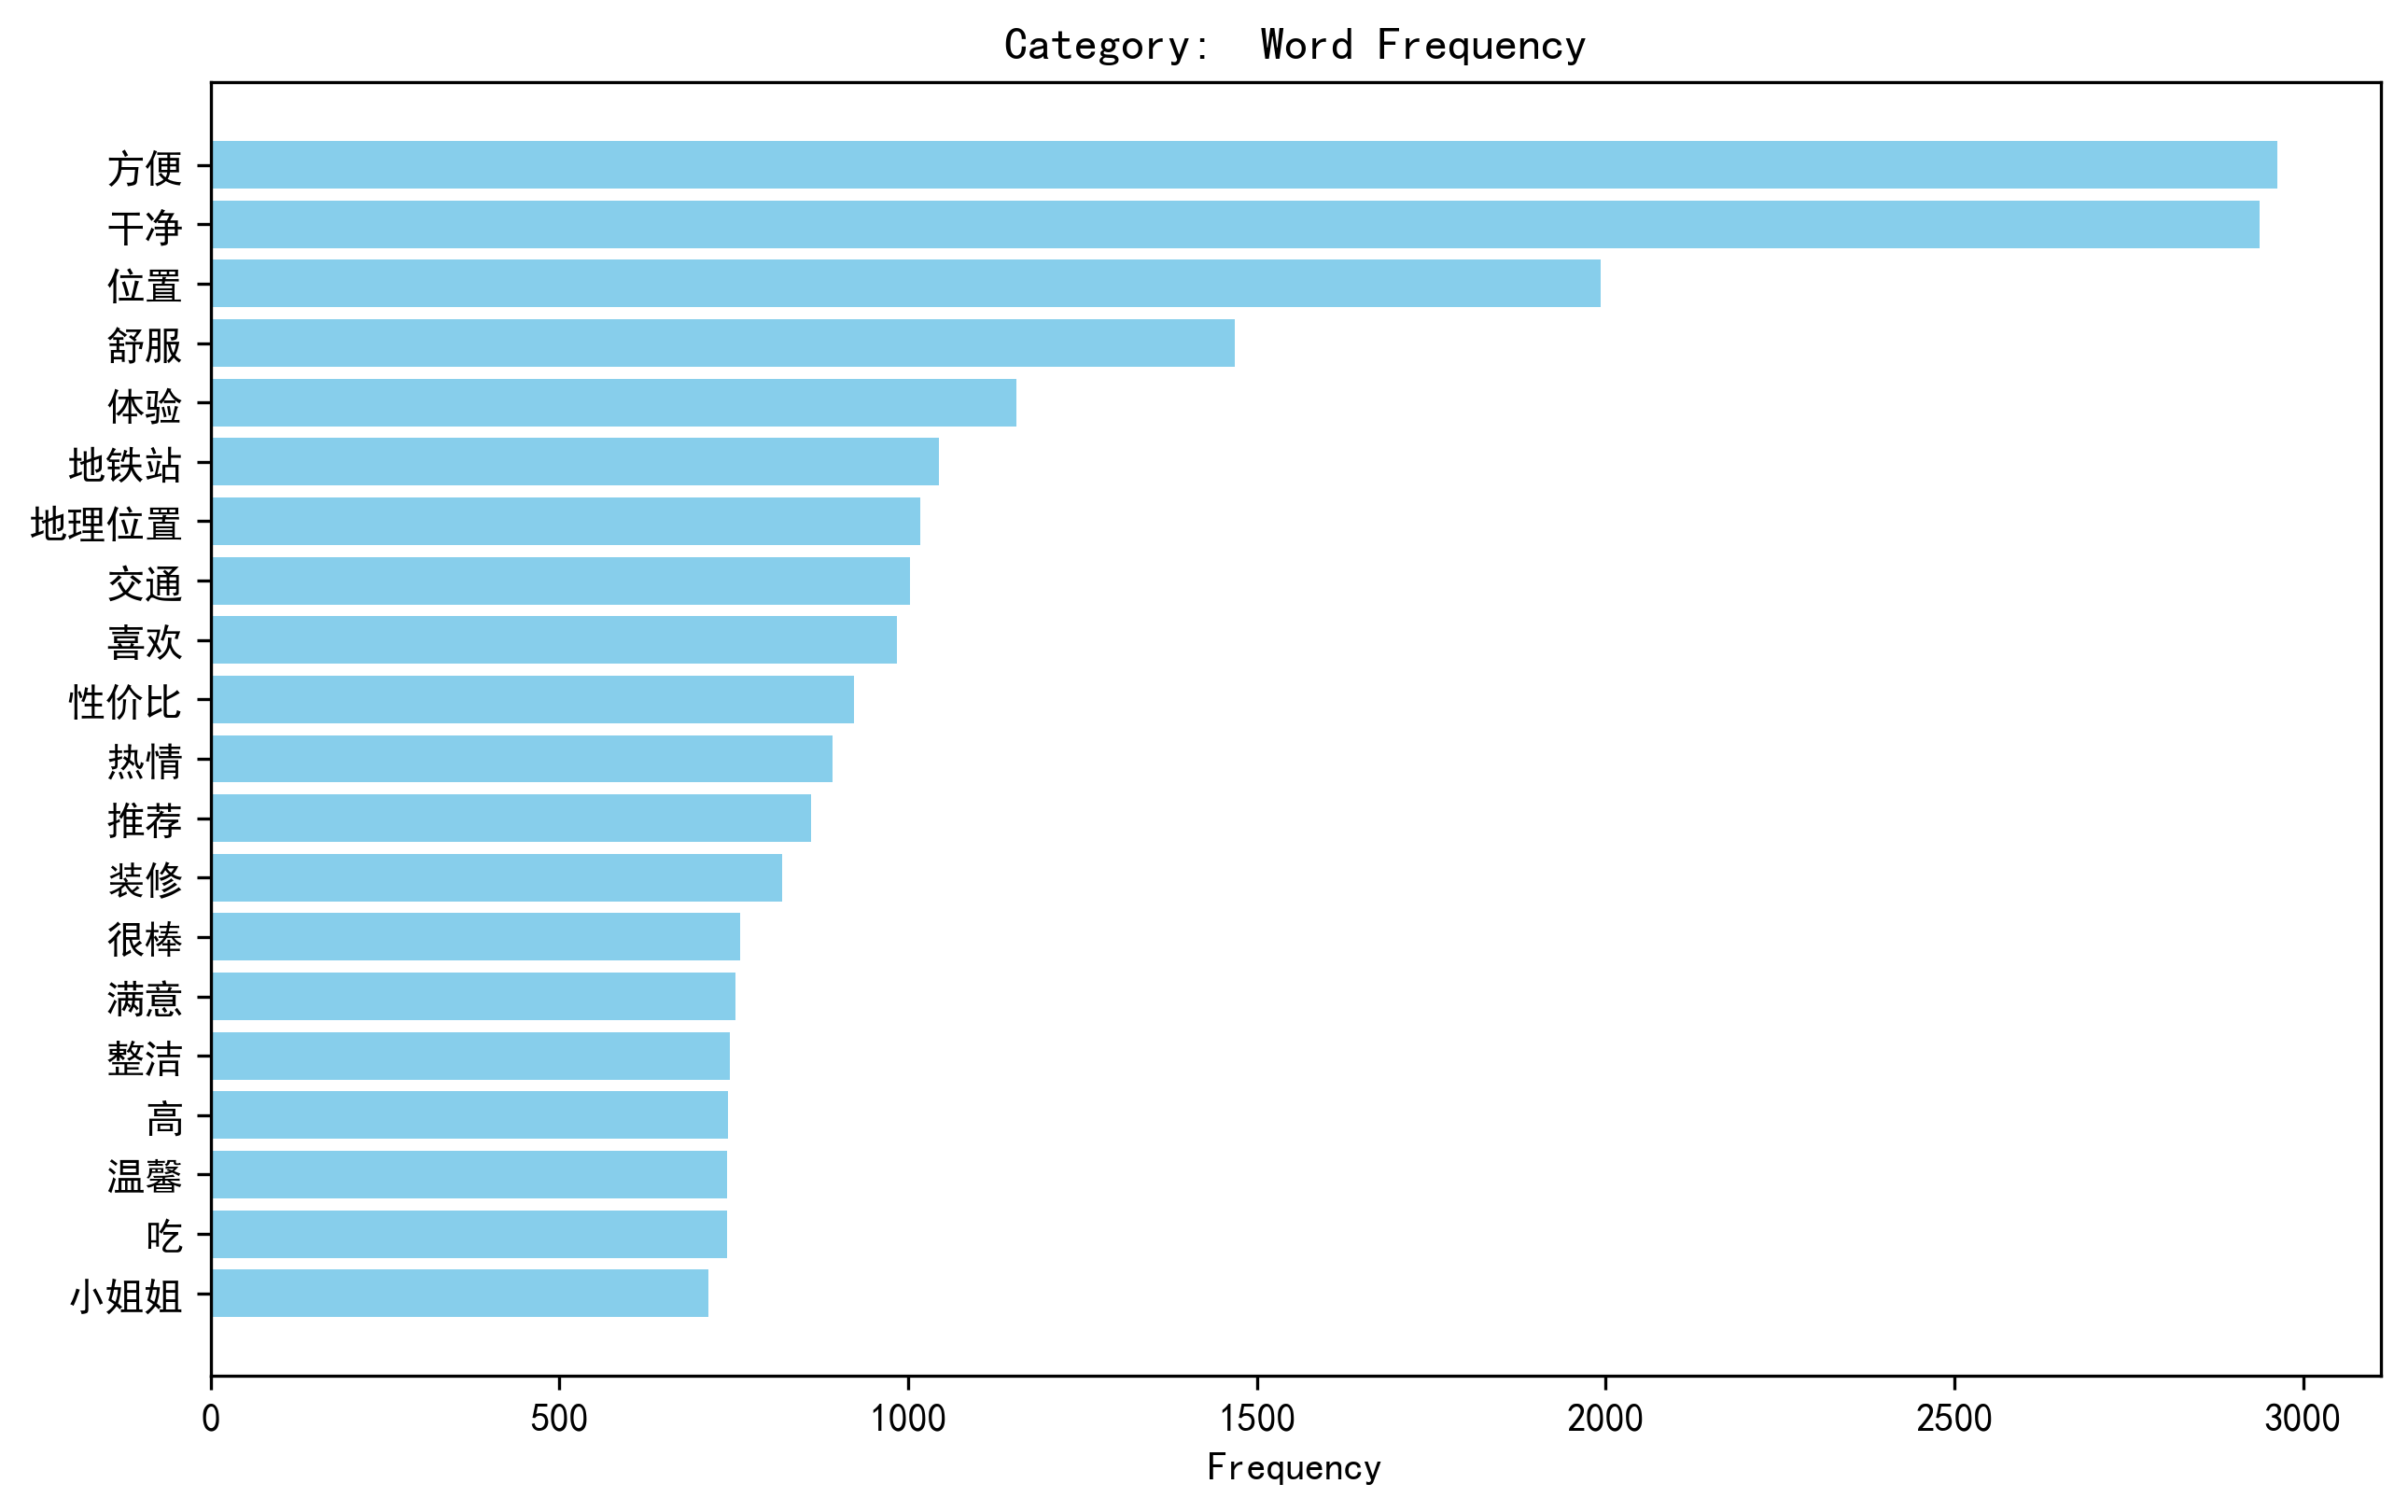 Category:  Word Frequency
方便
干净
位置
舒服
体验
地铁站
地理位置
交通
喜欢
性价比
热情
推荐
装修
很棒
满意
整洁
高
温馨
吃
小姐姐
0 500 1000 1500 2000 2500 3000
Frequency